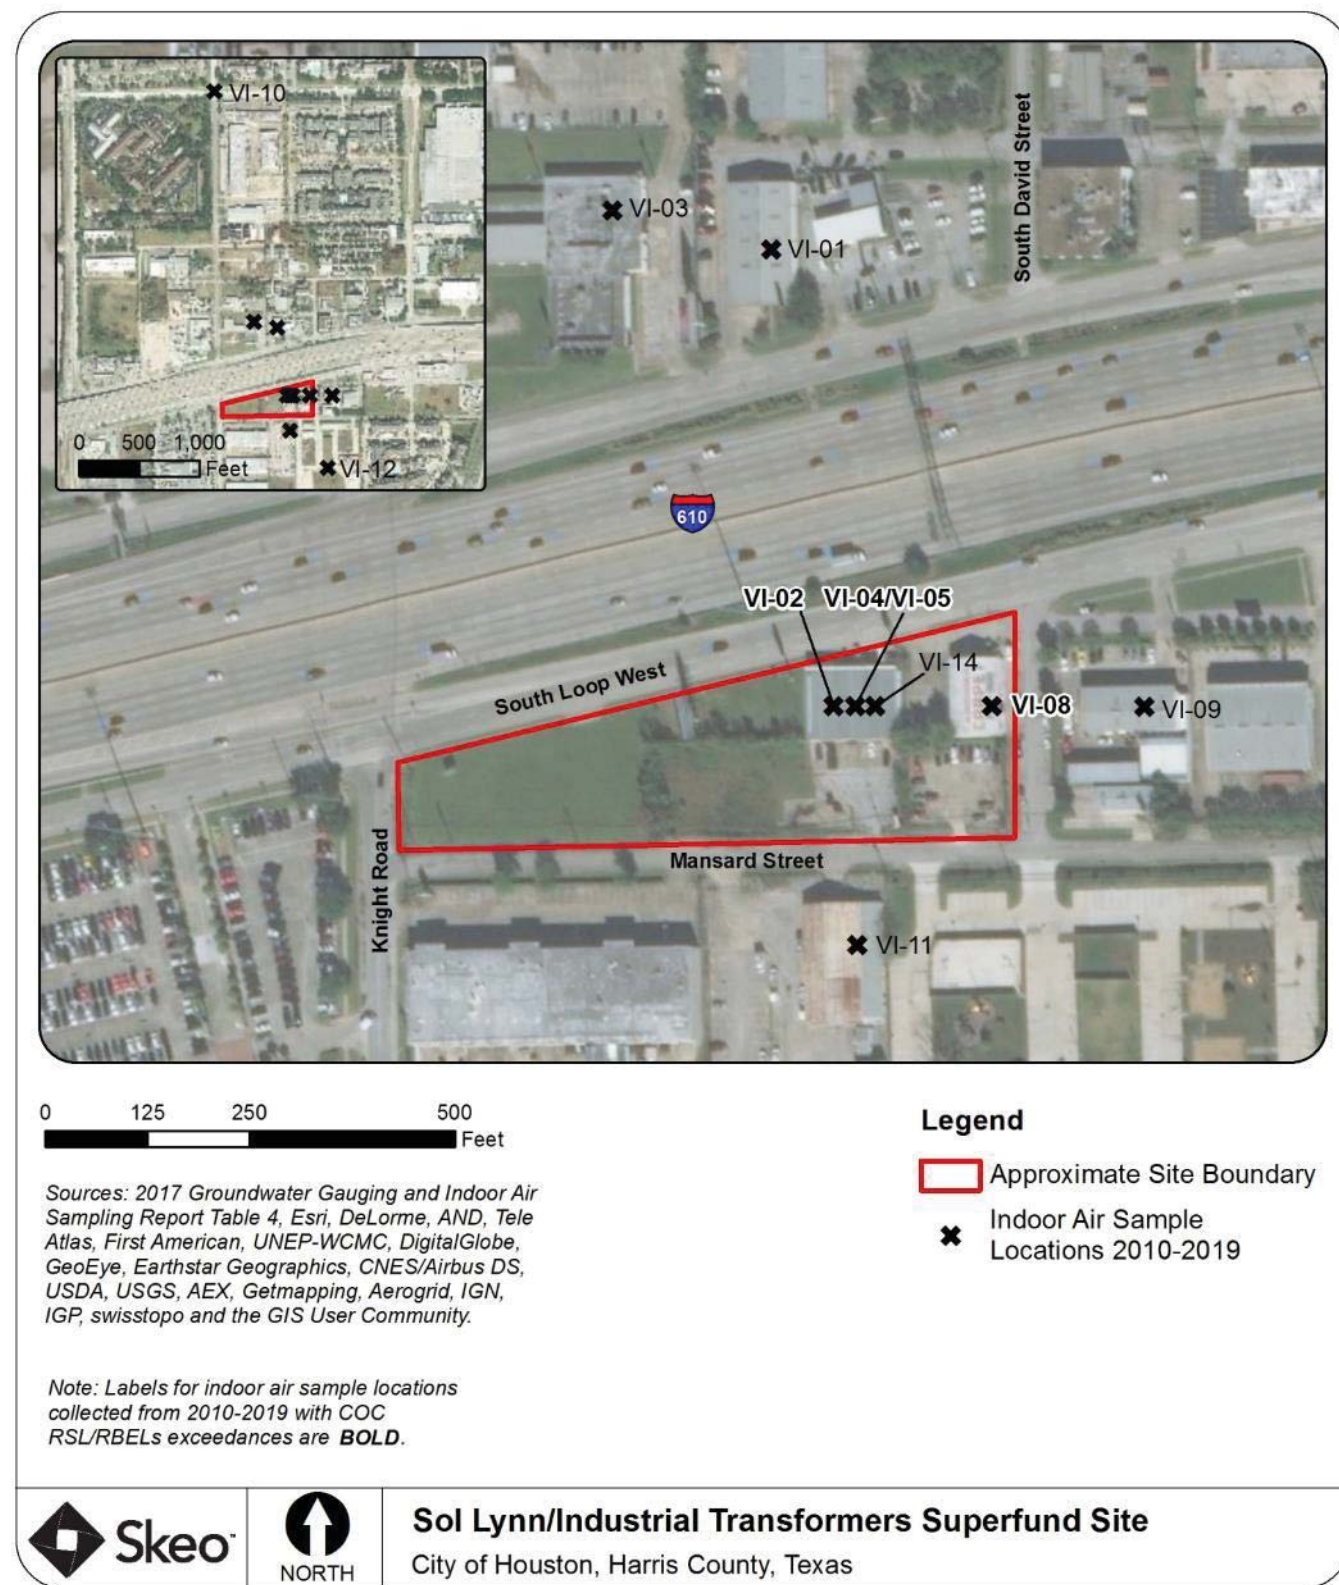 VI-10
0 500 1,000
Feet
VI-12
VI-03
VI-01
South David Street
610
VI-02 VI-04/VI-05
VI-14
VI-08
VI-09
South Loop West
Knight Road
Mansard Street
VI-11
0 125 250 500
Feet
Sources: 2017 Groundwater Gauging and Indoor Air
Sampling Report Table 4, Esri, DeLorme, AND, Tele
Atlas, First American, UNEP-WCMC, DigitalGlobe,
GeoEye, Earthstar Geographics, CNES/Airbus DS,
USDA, USGS, AEX, Getmapping, Aerogrid, IGN,
IGP, swisstopo and the GIS User Community.
Note: Labels for indoor air sample locations
collected from 2010-2019 with COC
RSL/RBELs exceedances are BOLD.
Legend
Approximate Site Boundary
Indoor Air Sample
Locations 2010-2019
Skeo
NORTH
Sol Lynn/Industrial Transformers Superfund Site
City of Houston, Harris County, Texas